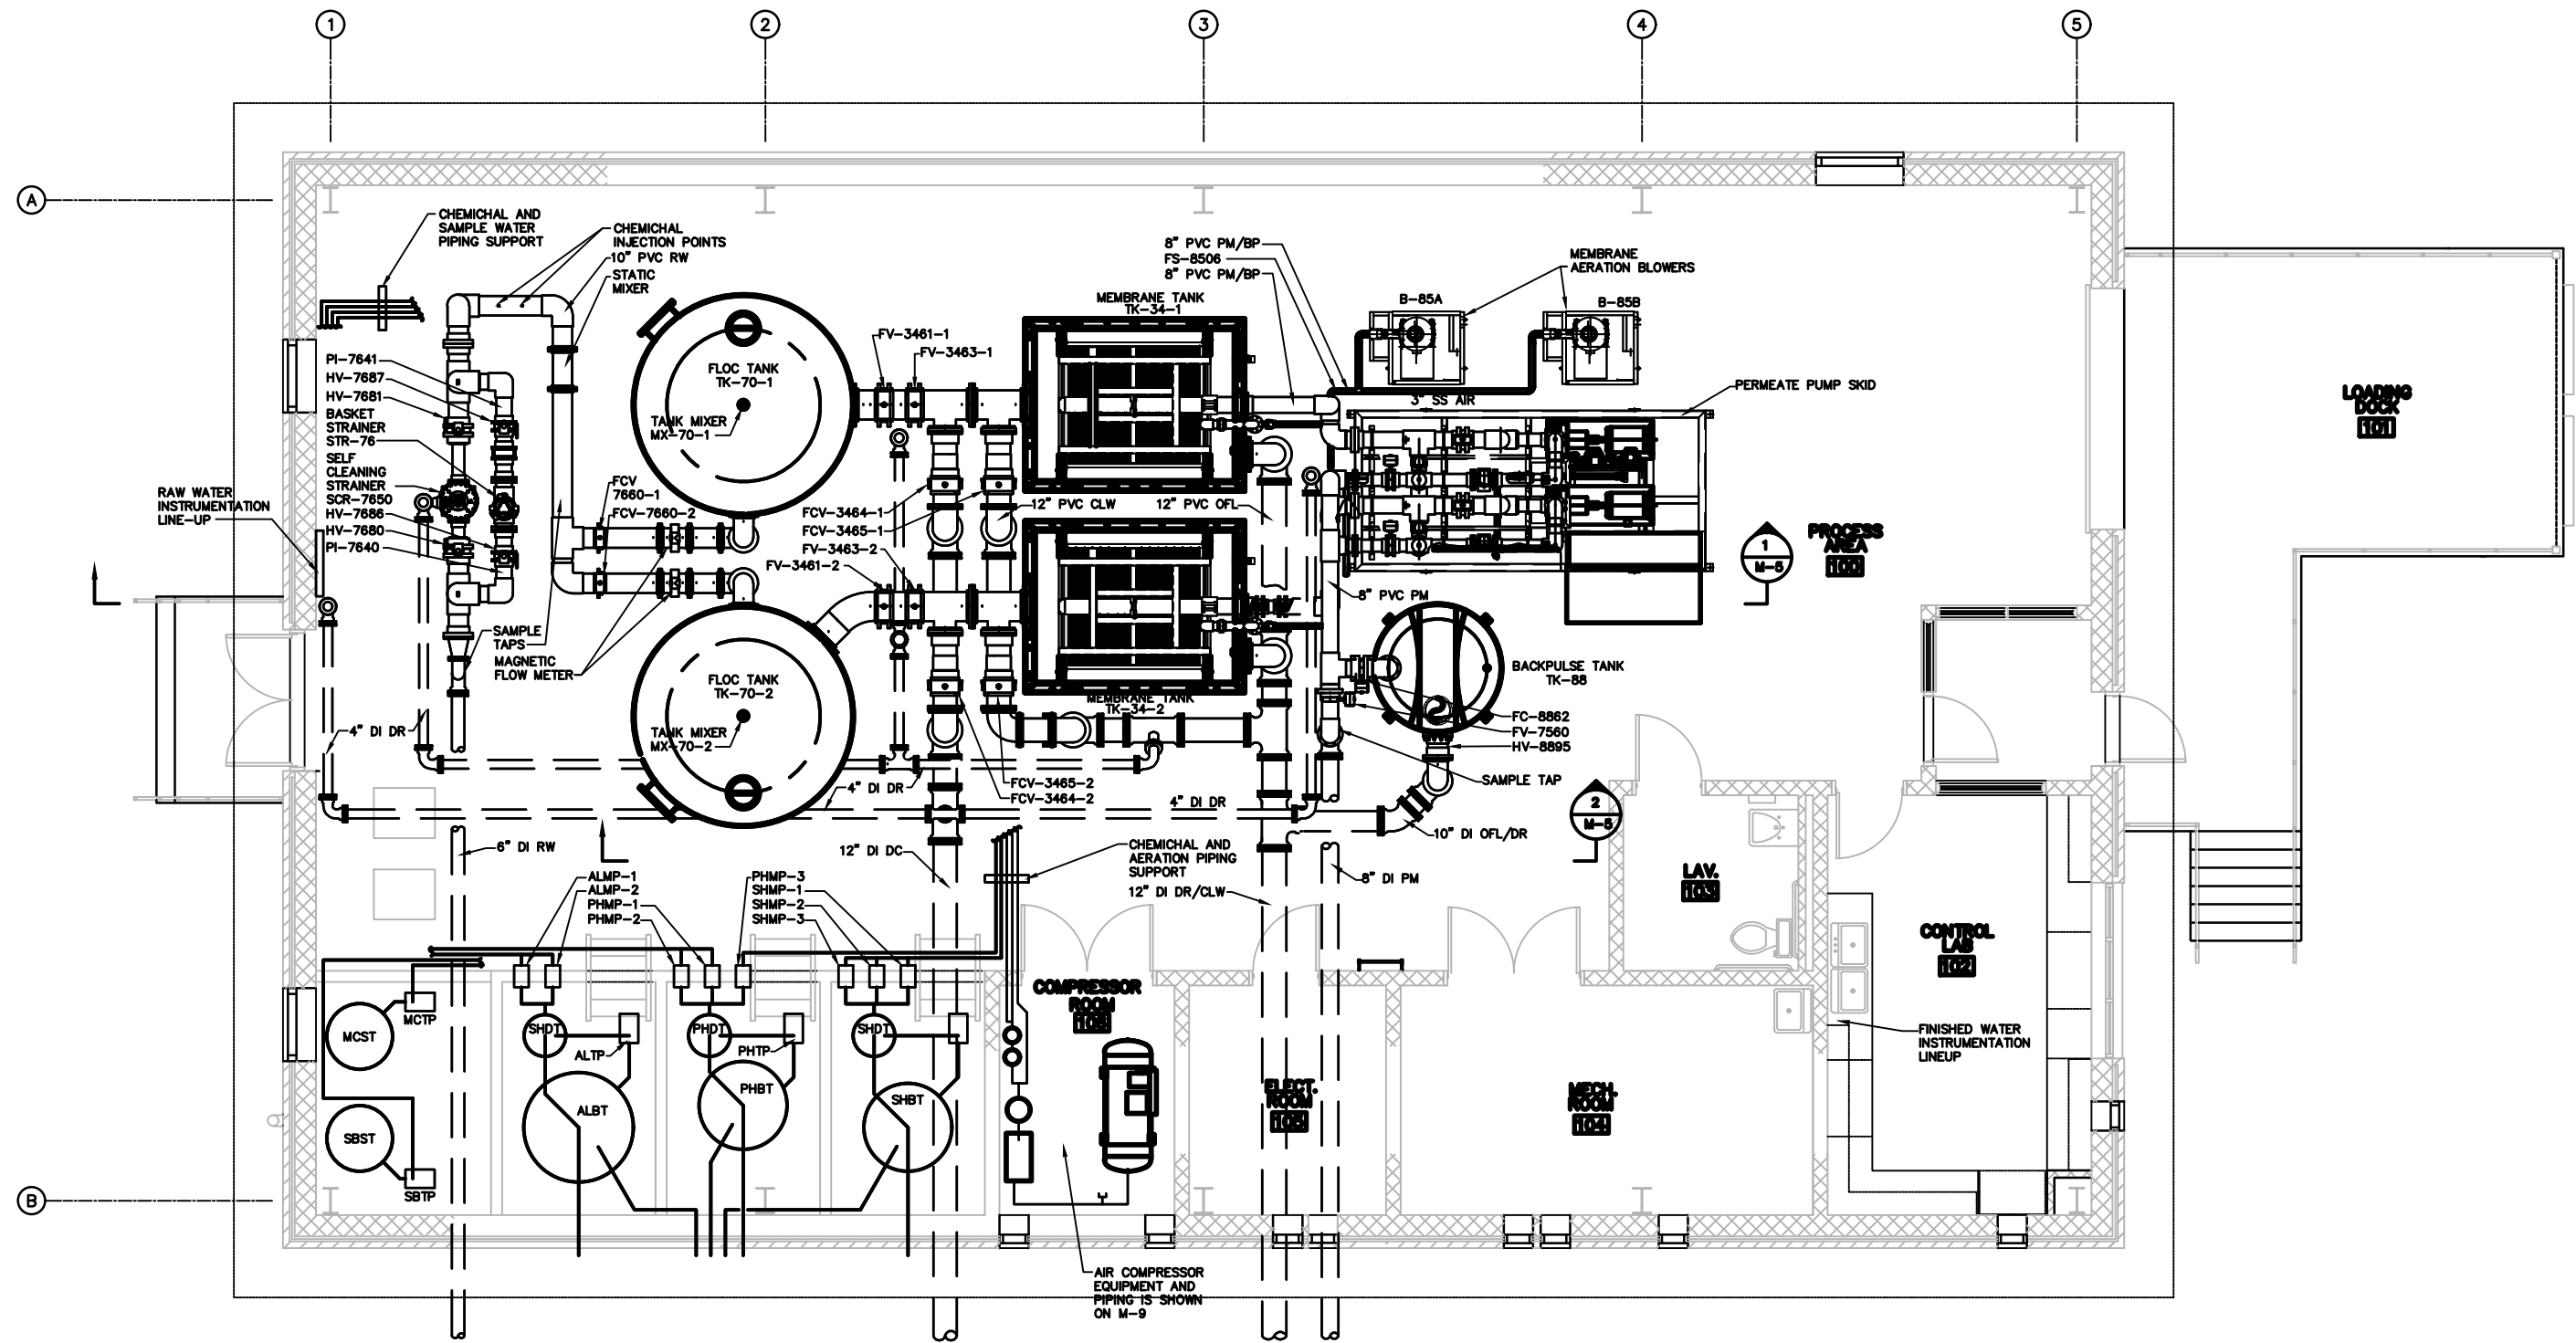 1
2
3
4
5
A
B
CHEMICHAL AND
SAMPLE WATER
PIPING SUPPORT
CHEMICHAL
INJECTION POINTS
10" PVC RW
STATIC
MIXER
PI-7641
HV-7687
HV-7681
BASKET
STRAINER
STR-76
SELF
CLEANING
STRAINER
SCR-7650
HV-7686
HV-7680
PI-7640
RAW WATER
INSTRUMENTATION
LINE-UP
FLOC TANK
TK-70-1
TANK MIXER
MX-70-1
FCV
7660-1
FCV-7660-2
SAMPLE
TAPS
MAGNETIC
FLOW METER
FLOC TANK
TK-70-2
TANK MIXER
MX-70-2
FV-3461-1
FV-3463-1
MEMBRANE TANK
TK-34-1
FCV-3464-1
FCV-3465-1
FV-3463-2
FV-3461-2
12" PVC CLW
12" PVC OFL
MEMBRANE TANK
TK-34-2
8" PVC PM/BP
FS-8506
8" PVC PM/BP
MEMBRANE
AERATION BLOWERS
B-85A
B-85B
3" SS AIR
PERMEATE PUMP SKID
8" PVC PM
BACKPULSE TANK
TK-88
FC-8862
FV-7560
HV-8895
SAMPLE TAP
10" DI OFL/DR
1
M-5
2
M-5
PROCESS
AREA
100
LOADING
DOCK
101
4" DI DR
4" DI DR
4" DI DR
FCV-3465-2
FCV-3464-2
6" DI RW
12" DI DC
CHEMICHAL AND
AERATION PIPING
SUPPORT
12" DI DR/CLW
8" DI PM
ALMP-1
ALMP-2
PHMP-1
PHMP-2
PHMP-3
SHMP-1
SHMP-2
SHMP-3
MCST
MCTP
SBST
SBTP
SHDT
ALTP
ALBT
PHDT
PHTP
PHBT
SHDT
SHBT
COMPRESSOR
ROOM
ELECT.
ROOM
105
MECH.
ROOM
104
LAV.
103
CONTROL
LAB
102
FINISHED WATER
INSTRUMENTATION
LINEUP
AIR COMPRESSOR
EQUIPMENT AND
PIPING IS SHOWN
ON M-9